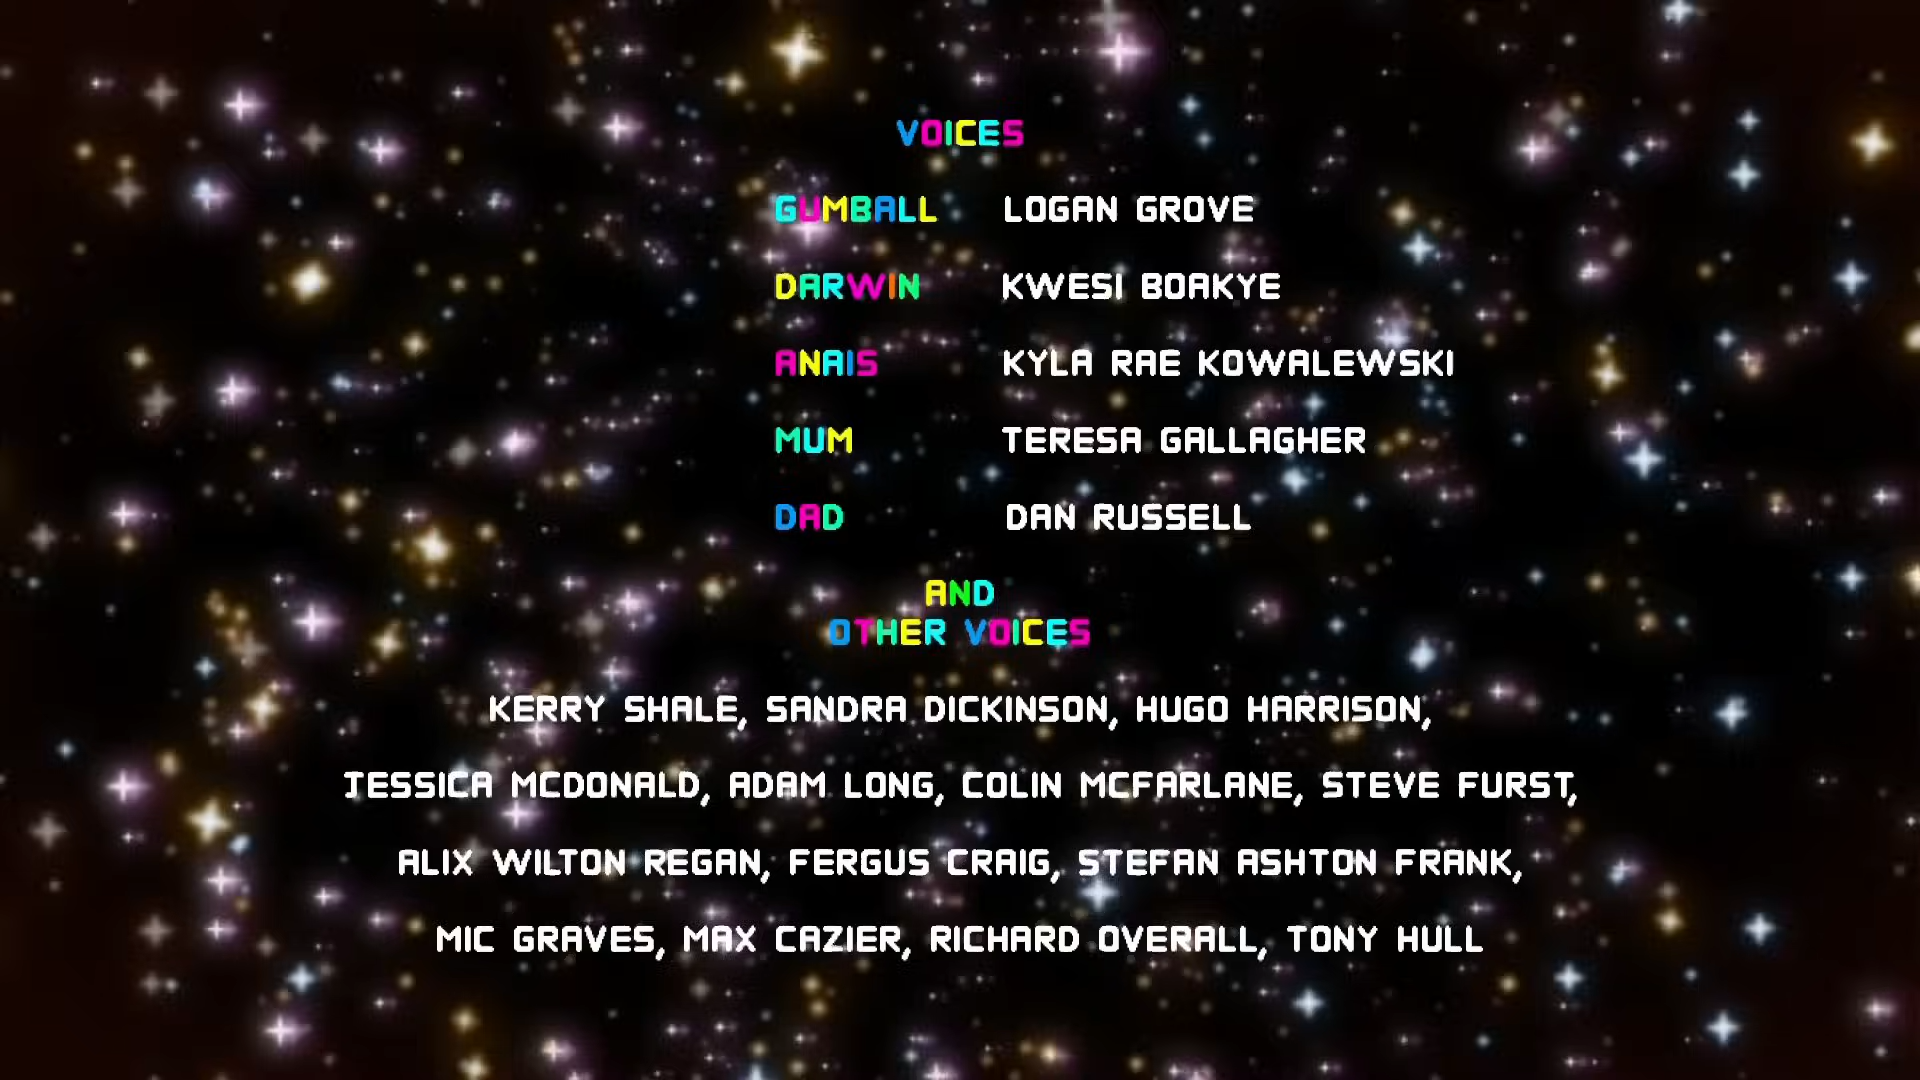 VOICES
GUMBALL LOGAN GROVE
DARWIN KWESI BOAKYE
ANAIS KYLA RAE KOWALEWSKI
MUM TERESA GALLAGHER
DAD DAN RUSSELL
AND
OTHER VOICES
KERRY SHALE, SANDRA DICKINSON, HUGO HARRISON,
JESSICA MCDONALD, ADAM LONG, COLIN MCFARLANE, STEVE FURST,
ALIX WILTON REGAN, FERGUS CRAIG, STEFAN ASHTON FRANK,
MIC GRAVES, MAX CAZIER, RICHARD OVERALL, TONY HULL